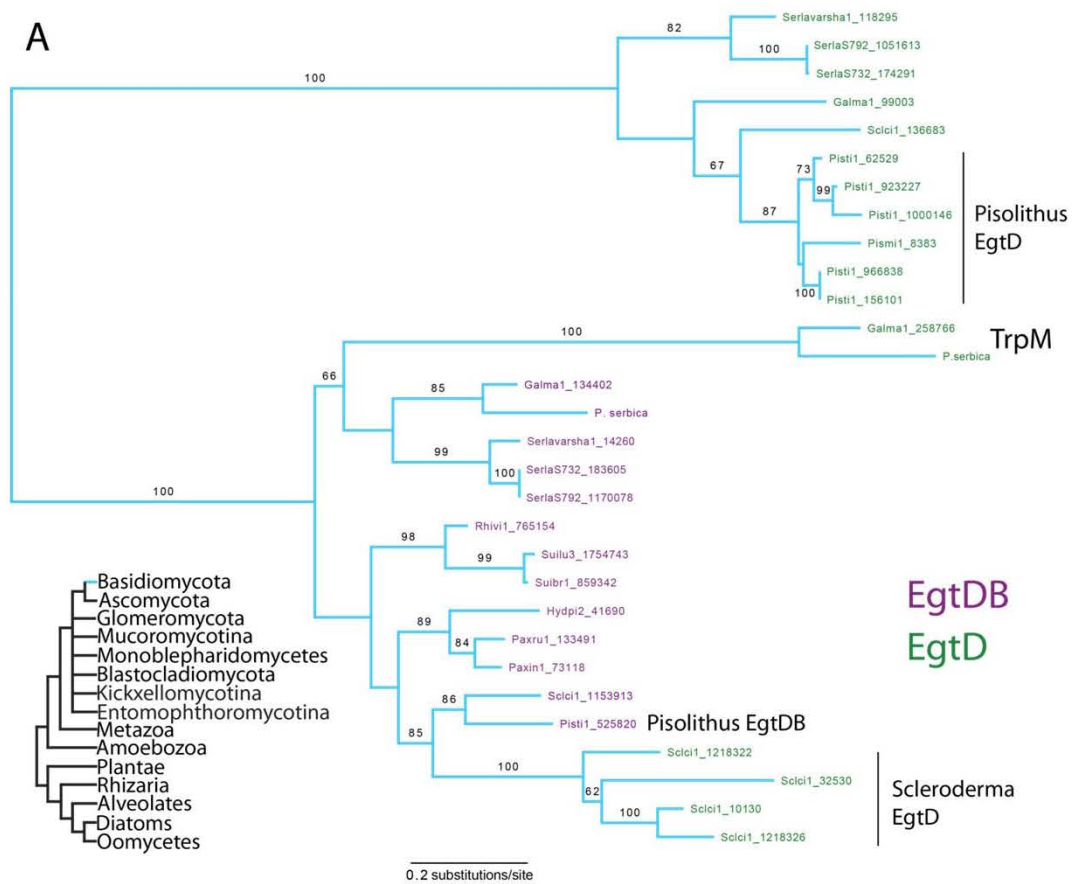 A
82
Serlavarsha1_118295
100
SerlaS792_1051613
SerlaS732_174291
100
Galma1_99003
Sclci1_136683
67
Pisti1_62529
73
99
Pisti1_923227
Pisti1_1000146
87
Pismi1_8383
Pisti1_966838
100
Pisti1_156101
Pisolithus
EgtD
100
Galma1_258766
TrpM
P.serbica
66
85
Galma1_134402
P. serbica
99
Serlavarsha1_14260
100
SerlaS732_183605
SerlaS792_1170078
100
98
Rhivi1_765154
99
Suilu3_1754743
Suibr1_859342
89
Hydpi2_41690
84
Paxru1_133491
Paxin1_73118
86
Sclci1_1153913
Pisti1_525820
Pisolithus EgtDB
85
100
Sclci1_1218322
62
Sclci1_32530
100
Sclci1_10130
Sclci1_1218326
Scleroderma
EgtD
EgtDB
EgtD
Basidiomycota
Ascomycota
Glomeromycota
Mucoromycotina
Monoblepharidomycetes
Blastocladiomycota
Kickxellomycotina
Entomophthoromycotina
Metazoa
Amoebozoa
Plantae
Rhizaria
Alveolates
Diatoms
Oomycetes
0.2 substitutions/site